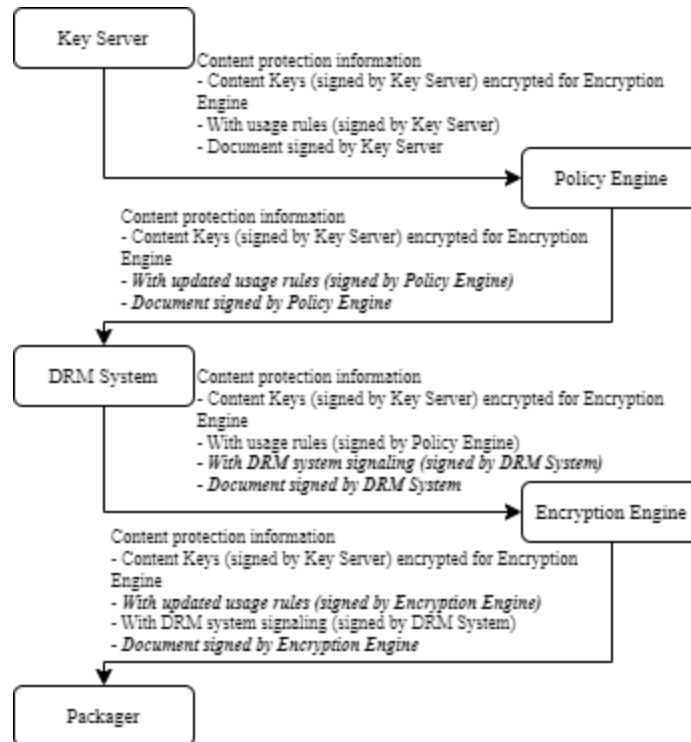 Key Server
Content protection information
- Content Keys (signed by Key Server) encrypted for Encryption
Engine
- With usage rules (signed by Key Server)
- Document signed by Key Server
Policy Engine
Content protection information
- Content Keys (signed by Key Server) encrypted for Encryption
Engine
- With updated usage rules (signed by Policy Engine)
- Document signed by Policy Engine
DRM System
Content protection information
- Content Keys (signed by Key Server) encrypted for Encryption
Engine
- With usage rules (signed by Policy Engine)
- With DRM system signaling (signed by DRM System)
- Document signed by DRM System
Encryption Engine
Content protection information
- Content Keys (signed by Key Server) encrypted for Encryption
Engine
- With updated usage rules (signed by Encryption Engine)
- With DRM system signaling (signed by DRM System)
- Document signed by Encryption Engine
Packager